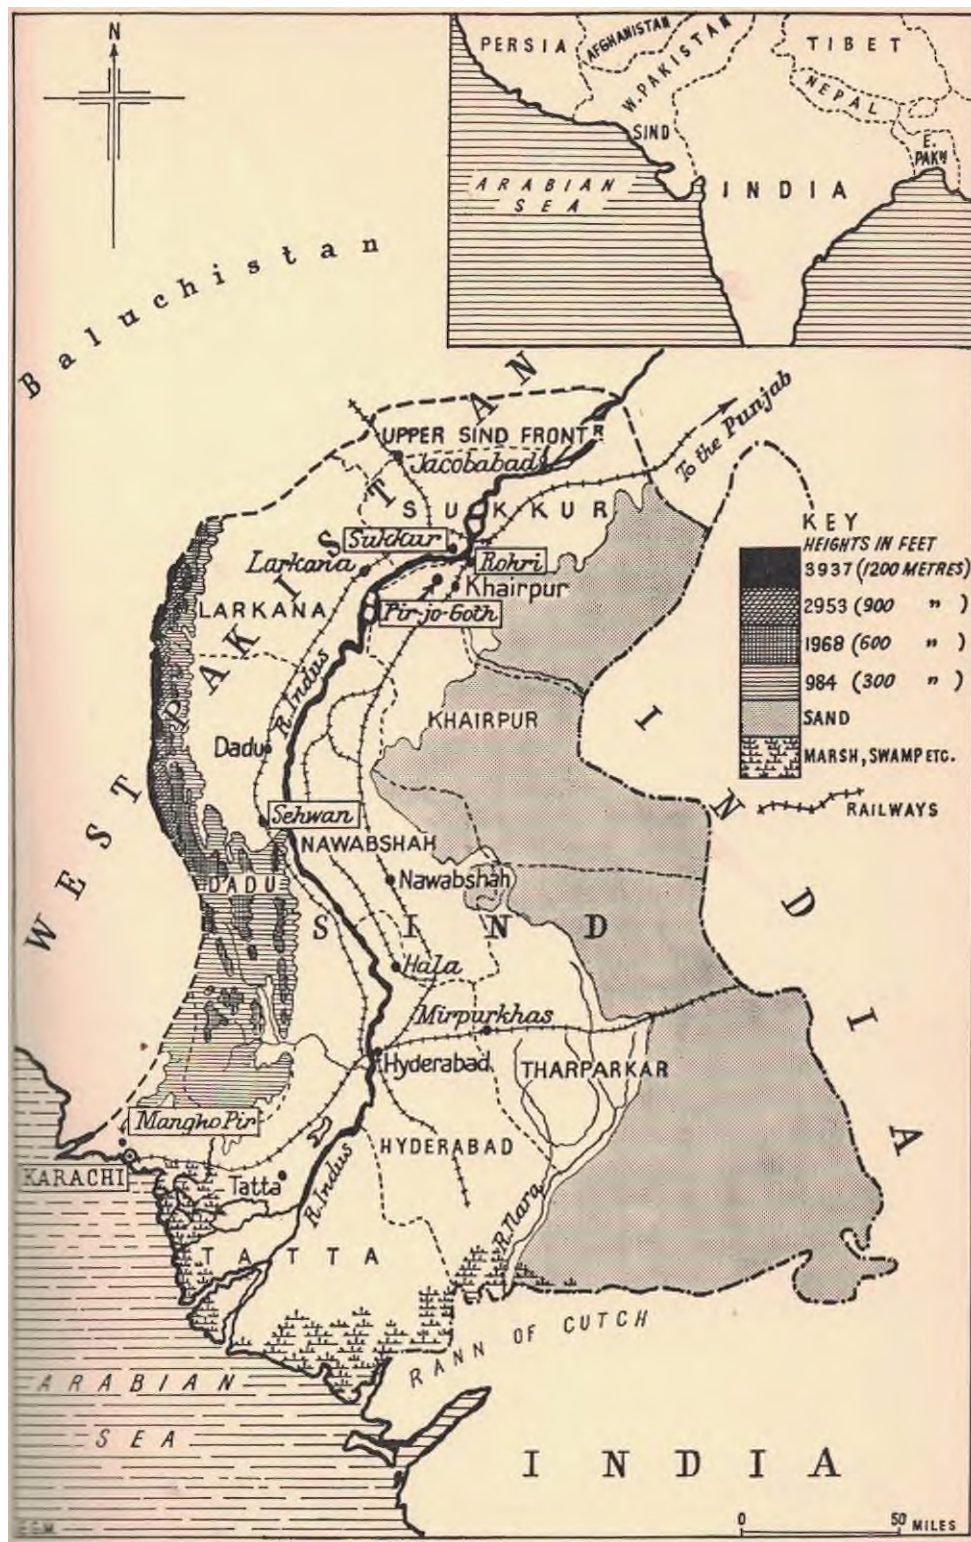 N
PERSIA
AFGHANISTAN
W. PAKISTAN
TIBET
NEPAL
SIND
E. PAKN
ARABIAN
SEA
INDIA
Baluchistan
WEST PAKISTAN
UPPER SIND FRONTR
Jacobabad
To the Punjab
SUKKUR
Sukkur
Rohri
Larkana
Khairpur
LARKANA
Pir-jo-Goth
KEY
HEIGHTS IN FEET
3937 (1200 METRES)
2953 (900 " )
1968 (600 " )
984 (300 " )
SAND
MARSH, SWAMP ETC.
RAILWAYS
R. Indus
KHAIRPUR
Dadu
INDIA
Sehwan
NAWABSHAH
DADU
Nawabshah
SIND
Hala
Mirpurkhas
Hyderabad
THARPARKAR
Mangho Pir
HYDERABAD
KARACHI
Tatta
R. Indus
R. Nara
TATTA
RANN OF CUTCH
ARABIAN
SEA
INDIA
E.G.M.
0 50 MILES